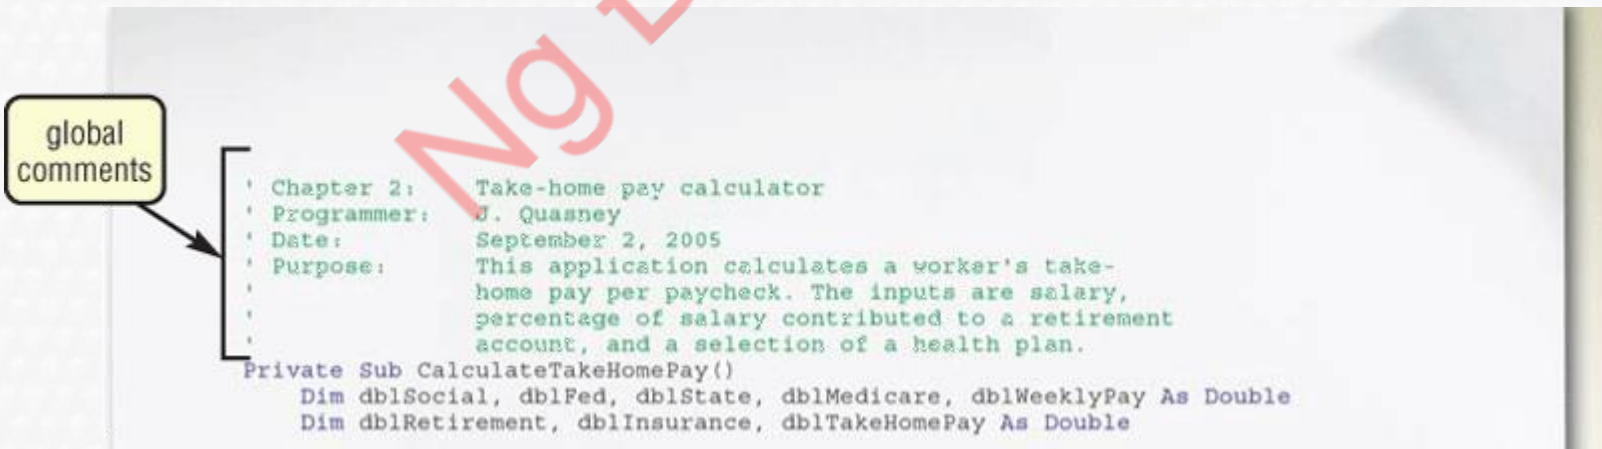 Ng
global
comments
' Chapter 2: Take-home pay calculator
' Programmer: J. Quasney
' Date: September 2, 2005
' Purpose: This application calculates a worker's take-
' home pay per paycheck. The inputs are salary,
' percentage of salary contributed to a retirement
' account, and a selection of a health plan.
Private Sub CalculateTakeHomePay()
Dim dblSocial, dblFed, dblState, dblMedicare, dblWeeklyPay As Double
Dim dblRetirement, dblInsurance, dblTakeHomePay As Double